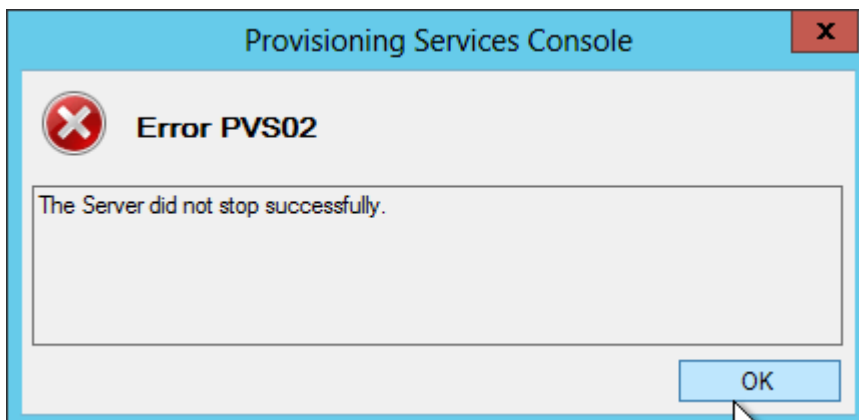 Provisioning Services Console
x
Error PVS02
The Server did not stop successfully.
OK